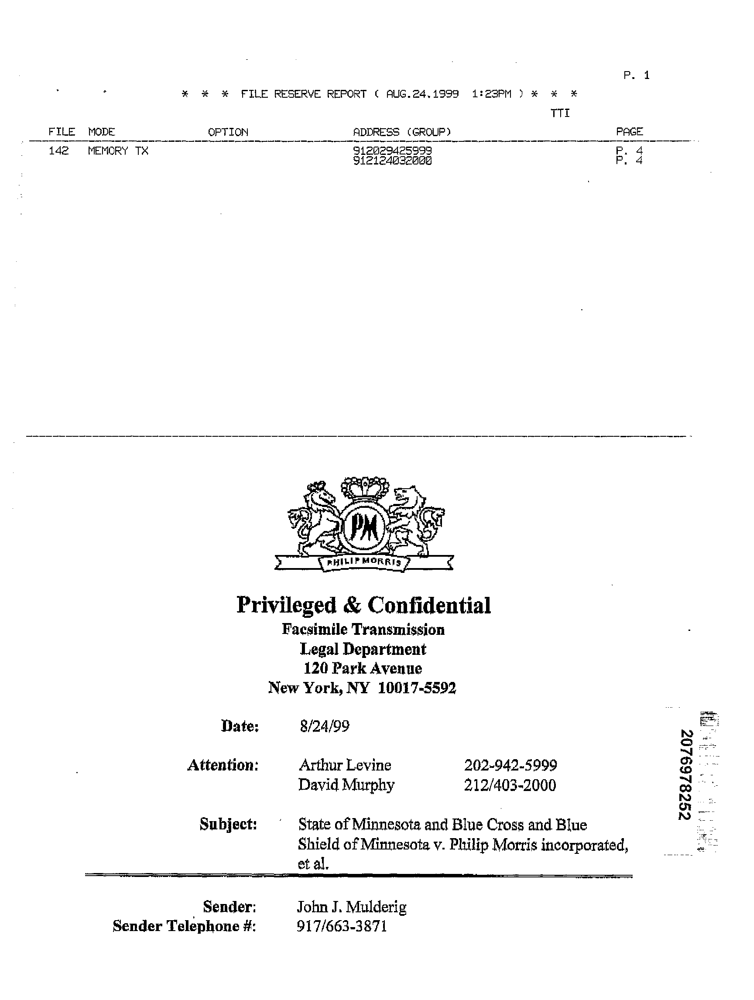 P. 1
* * * FILE RESERVE REPORT ( AUG.24.1999 1:23PM ) * * *
TTI
FILE MODE OPTION ADDRESS (GROUP) PAGE
142 MEMORY TX 912029425999 P. 4
912124032000 P. 4
PM
PHILIP MORRIS
Privileged & Confidential
Facsimile Transmission
Legal Department
120 Park Avenue
New York, NY 10017-5592
Date: 8/24/99
Attention: Arthur Levine 202-942-5999
David Murphy 212/403-2000
Subject: State of Minnesota and Blue Cross and Blue
Shield of Minnesota v. Philip Morris incorporated,
et al.
Sender: John J. Mulderig
Sender Telephone #: 917/663-3871
2076978252